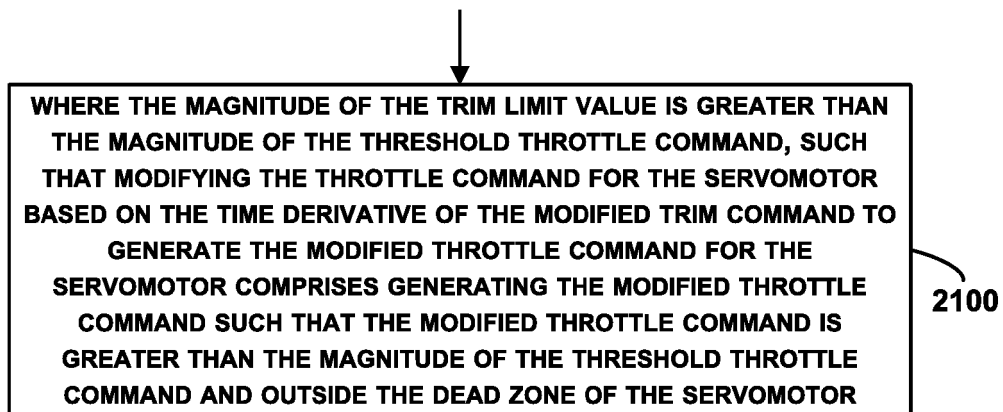 WHERE THE MAGNITUDE OF THE TRIM LIMIT VALUE IS GREATER THAN
THE MAGNITUDE OF THE THRESHOLD THROTTLE COMMAND, SUCH
THAT MODIFYING THE THROTTLE COMMAND FOR THE SERVOMOTOR
BASED ON THE TIME DERIVATIVE OF THE MODIFIED TRIM COMMAND TO
GENERATE THE MODIFIED THROTTLE COMMAND FOR THE
SERVOMOTOR COMPRISES GENERATING THE MODIFIED THROTTLE
COMMAND SUCH THAT THE MODIFIED THROTTLE COMMAND IS
GREATER THAN THE MAGNITUDE OF THE THRESHOLD THROTTLE
COMMAND AND OUTSIDE THE DEAD ZONE OF THE SERVOMOTOR
2100